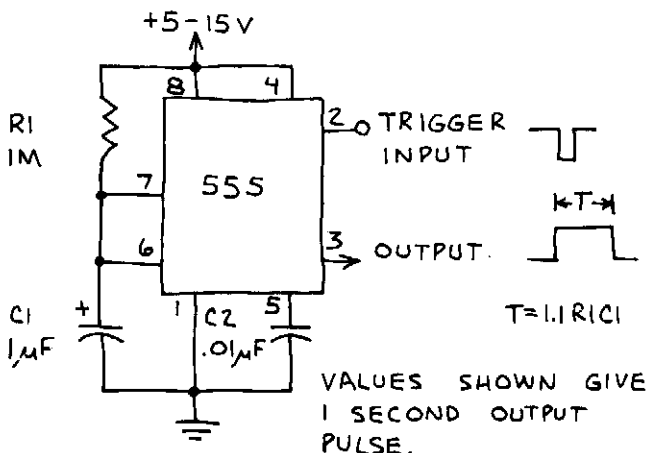 +5-15V
8
4
R1
1M
2
TRIGGER
INPUT
555
7
T
6
3
OUTPUT.
C1
+
1µF
1
C2
.01µF
5
T=1.1R1C1
VALUES SHOWN GIVE
1 SECOND OUTPUT
PULSE.